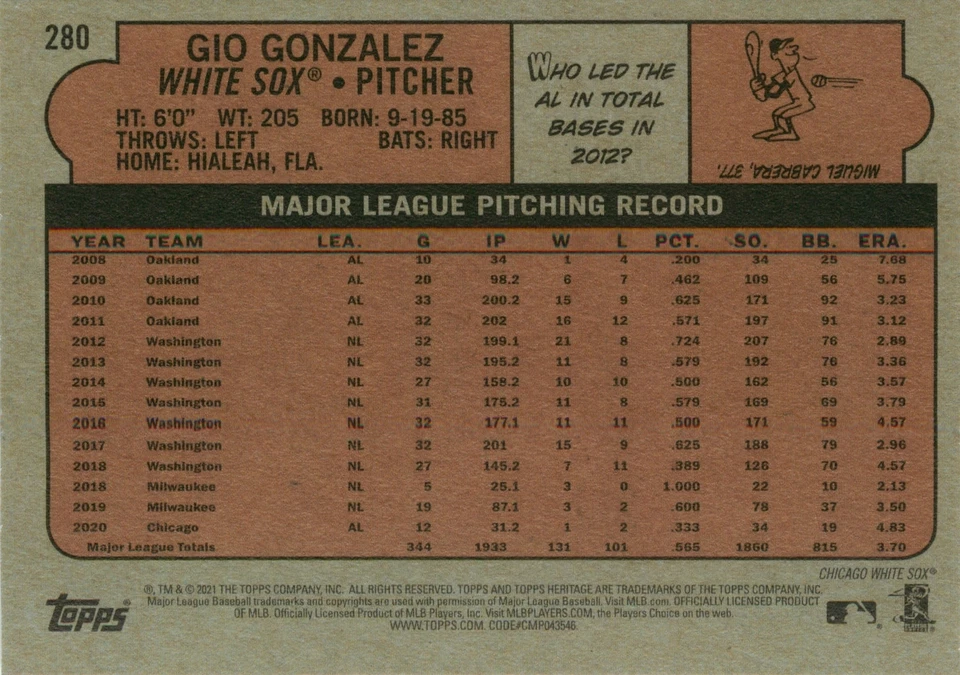 280
GIO GONZALEZ
WHITE SOX® • PITCHER
HT: 6'0" WT: 205 BORN: 9-19-85
THROWS: LEFT BATS: RIGHT
HOME: HIALEAH, FLA.
WHO LED THE
AL IN TOTAL
BASES IN
2012?
MIGUEL CABRERA, 377.
MAJOR LEAGUE PITCHING RECORD
YEAR TEAM LEA. G IP W L PCT. SO. BB. ERA.
2008 Oakland AL 10 34 1 4 .200 34 25 7.68
2009 Oakland AL 20 98.2 6 7 .462 109 56 5.75
2010 Oakland AL 33 200.2 15 9 .625 171 92 3.23
2011 Oakland AL 32 202 16 12 .571 197 91 3.12
2012 Washington NL 32 199.1 21 8 .724 207 76 2.89
2013 Washington NL 32 195.2 11 8 .579 192 76 3.36
2014 Washington NL 27 158.2 10 10 .500 162 56 3.57
2015 Washington NL 31 175.2 11 8 .579 169 69 3.79
2016 Washington NL 32 177.1 11 11 .500 171 59 4.57
2017 Washington NL 32 201 15 9 .625 188 79 2.96
2018 Washington NL 27 145.2 7 11 .389 126 70 4.57
2018 Milwaukee NL 5 25.1 3 0 1.000 22 10 2.13
2019 Milwaukee NL 19 87.1 3 2 .600 78 37 3.50
2020 Chicago AL 12 31.2 1 2 .333 34 19 4.83
Major League Totals 344 1933 131 101 .565 1860 815 3.70
CHICAGO WHITE SOX®
®, TM & © 2021 THE TOPPS COMPANY, INC. ALL RIGHTS RESERVED. TOPPS AND TOPPS HERITAGE ARE TRADEMARKS OF THE TOPPS COMPANY, INC.
Major League Baseball trademarks and copyrights are used with permission of Major League Baseball. Visit MLB.com. OFFICIALLY LICENSED PRODUCT
OF MLB. Officially Licensed Product of MLB Players, Inc. Visit MLBPLAYERS.COM, the Players Choice on the web.
WWW.TOPPS.COM. CODE#CMP043546.
TOPPS